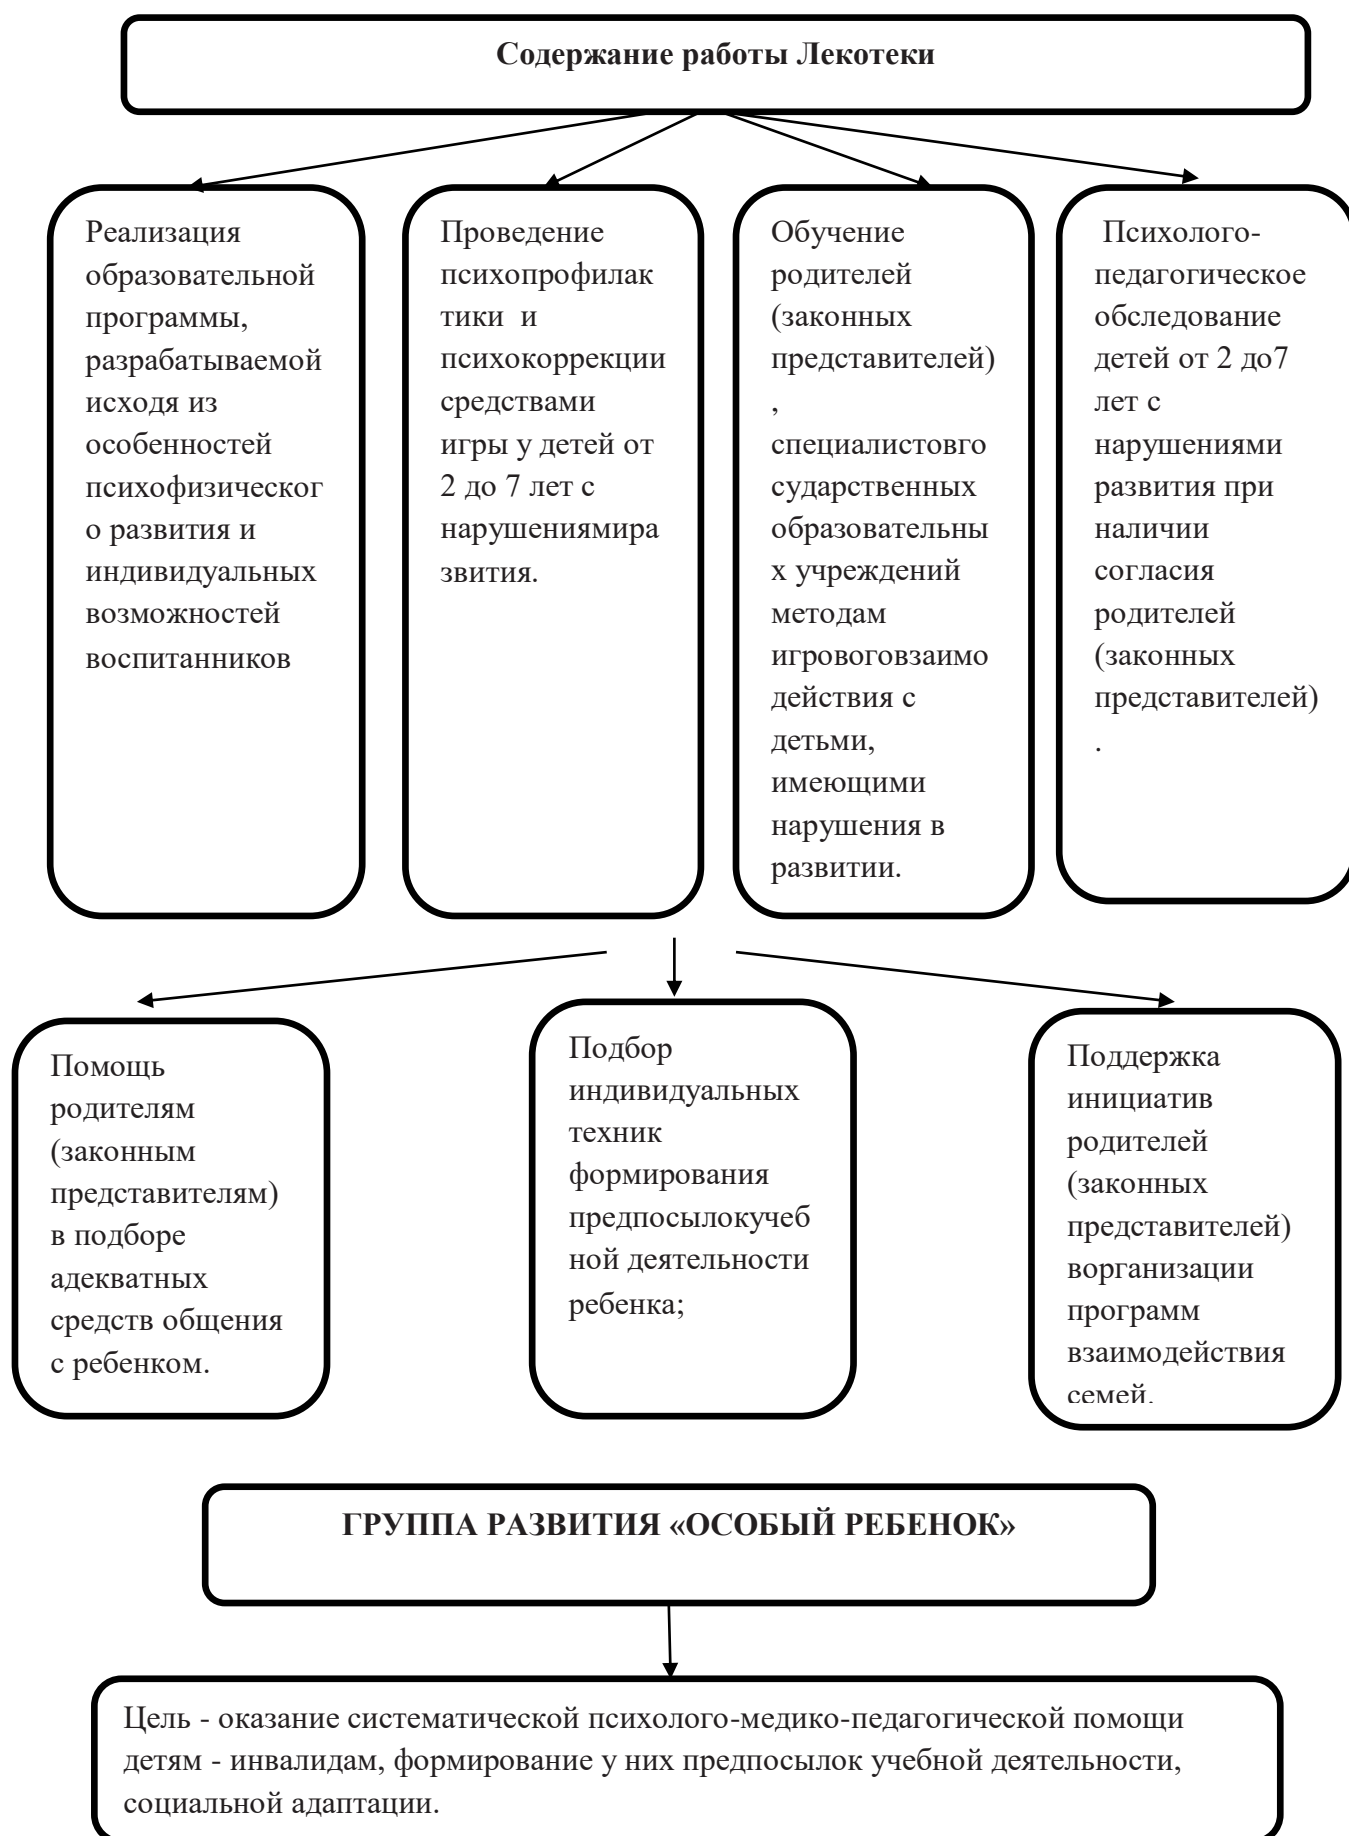 Содержание работы Лекотеки
Реализация
образовательной
программы,
разрабатываемой
исходя из
особенностей
психофизическог
о развития и
индивидуальных
возможностей
воспитанников
Проведение
психопрофилак
тики и
психокоррекции
средствами
игры у детей от
2 до 7 лет с
нарушениямира
звития.
Обучение
родителей
(законных
представителей)
,
специалистовго
сударственных
образовательны
х учреждений
методам
игровоговзаимо
действия с
детьми,
имеющими
нарушения в
развитии.
Психолого-
педагогическое
обследование
детей от 2 до7
лет с
нарушениями
развития при
наличии
согласия
родителей
(законных
представителей)
.
Помощь
родителям
(законным
представителям)
в подборе
адекватных
средств общения
с ребенком.
Подбор
индивидуальных
техник
формирования
предпосылокучеб
ной деятельности
ребенка;
Поддержка
инициатив
родителей
(законных
представителей)
ворганизации
программ
взаимодействия
семей.
ГРУППА РАЗВИТИЯ «ОСОБЫЙ РЕБЕНОК»
Цель - оказание систематической психолого-медико-педагогической помощи
детям - инвалидам, формирование у них предпосылок учебной деятельности,
социальной адаптации.